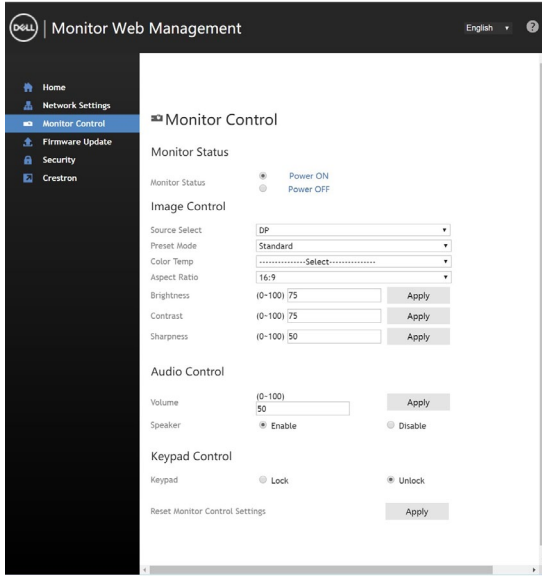 DELL | Monitor Web Management
English
?
Home
Network Settings
Monitor Control
Firmware Update
Security
Crestron
Monitor Control
Monitor Status
Monitor Status
Power ON
Power OFF
Image Control
Source Select DP
Preset Mode Standard
Color Temp ---------------Select---------------
Aspect Ratio 16:9
Brightness (0~100) 75 Apply
Contrast (0~100) 75 Apply
Sharpness (0~100) 50 Apply
Audio Control
(0~100)
Volume 50 Apply
Speaker Enable Disable
Keypad Control
Keypad Lock Unlock
Reset Monitor Control Settings Apply